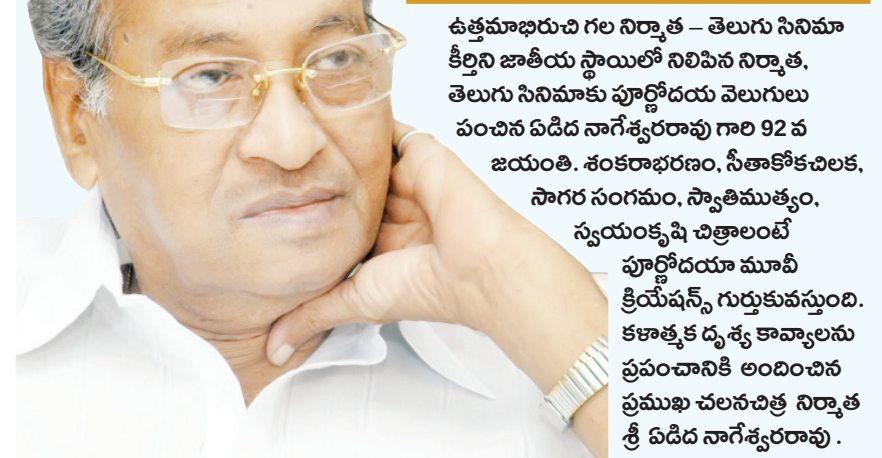 ఉత్తమాభిరుచి గల నిర్మాత – తెలుగు సినిమా
కీర్తిని జాతీయ స్థాయిలో నిలిపిన నిర్మాత,
తెలుగు సినిమాకు పూర్ణోదయ వెలుగులు
పంచిన ఏడిద నాగేశ్వరరావు గారి 92 వ
జయంతి. శంకరాభరణం, సీతాకోకచిలక,
సాగర సంగమం, స్వాతిముత్యం,
స్వయంకృషి చిత్రాలంటే
పూర్ణోదయా మూవీ
క్రియేషన్స్ గుర్తుకువస్తుంది.
కళాత్మక దృశ్య కావ్యాలను
ప్రపంచానికి అందించిన
ప్రముఖ చలనచిత్ర నిర్మాత
శ్రీ ఏడిద నాగేశ్వరరావు .